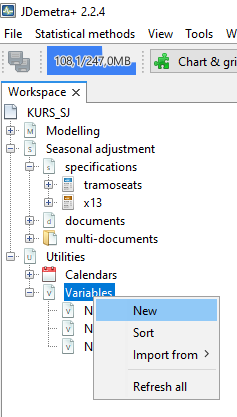 JDemetra+ 2.2.4
File Statistical methods View Tools W
108,1/247,0MB Chart & gri
Workspace ×
KURS_SJ
M Modelling
S Seasonal adjustment
s specifications
tramoseats
x13
d documents
multi-documents
U Utilities
Calendars
V Variables
V N
V N
V N
New
Sort
Import from
Refresh all